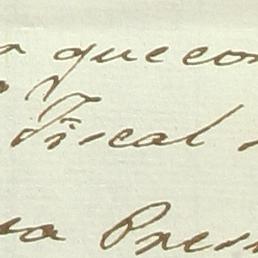 que con
Fiscal
Pres